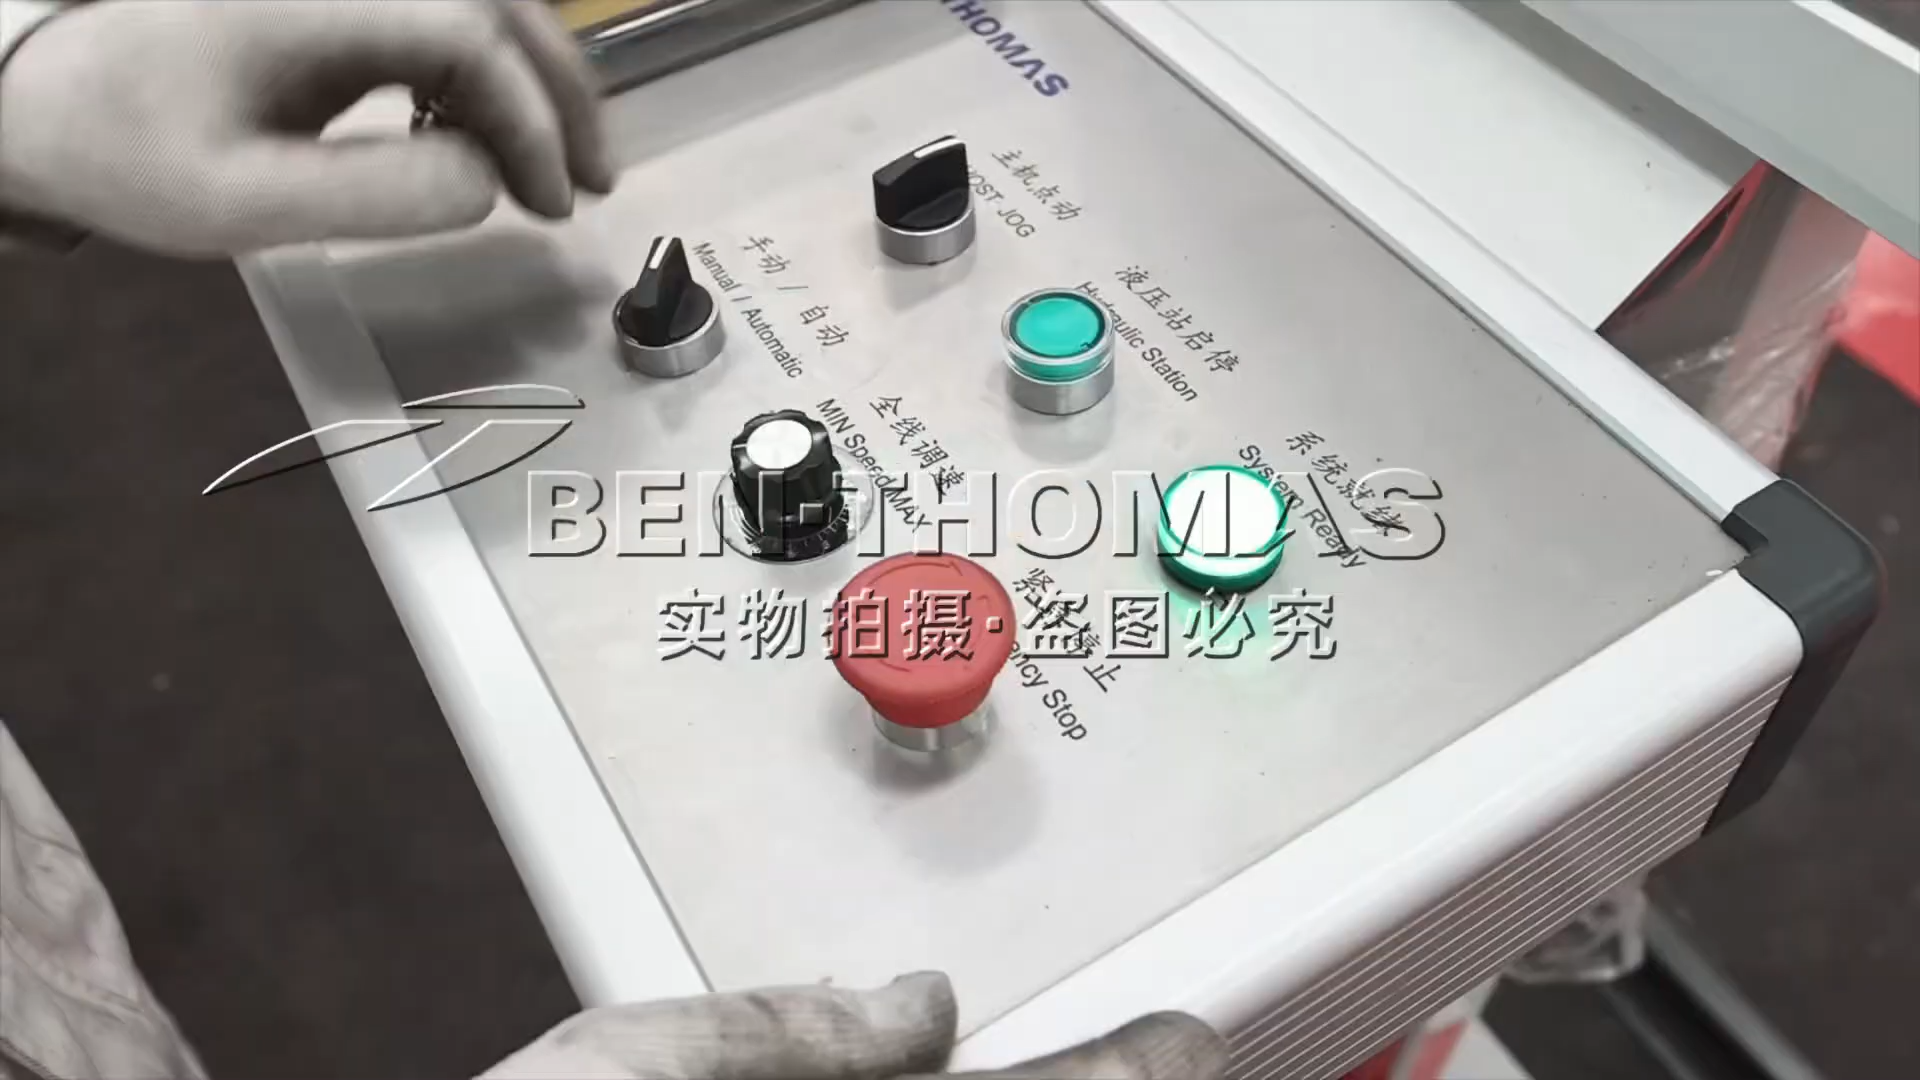 THOMAS
主机点动
HOST JOG
手动 / 自动
Manual / Automatic
液压站启停
Hydraulic Station
全线调速
MIN Speed MAX
系统就绪
System Ready
紧急停止
ency Stop
BEN-THOMAS
实物拍摄·盗图必究